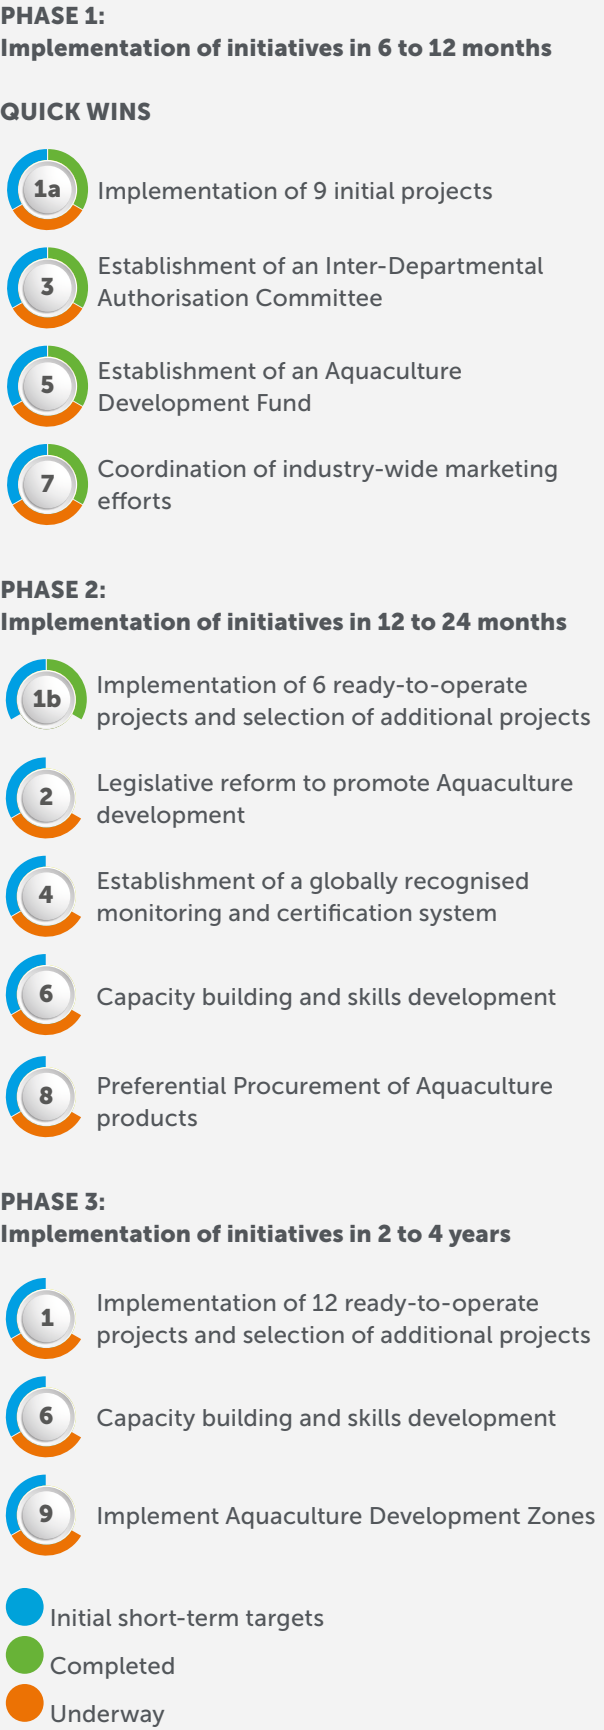 PHASE 1:
Implementation of initiatives in 6 to 12 months
QUICK WINS
1a Implementation of 9 initial projects
3 Establishment of an Inter-Departmental
Authorisation Committee
5 Establishment of an Aquaculture
Development Fund
7 Coordination of industry-wide marketing
efforts
PHASE 2:
Implementation of initiatives in 12 to 24 months
1b Implementation of 6 ready-to-operate
projects and selection of additional projects
2 Legislative reform to promote Aquaculture
development
4 Establishment of a globally recognised
monitoring and certification system
6 Capacity building and skills development
8 Preferential Procurement of Aquaculture
products
PHASE 3:
Implementation of initiatives in 2 to 4 years
1 Implementation of 12 ready-to-operate
projects and selection of additional projects
6 Capacity building and skills development
9 Implement Aquaculture Development Zones
Initial short-term targets
Completed
Underway